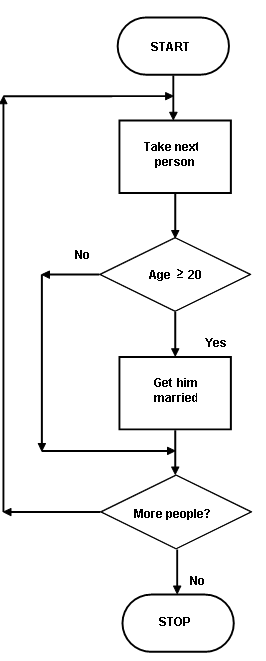 START
Take next
person
No
Age ≥ 20
Yes
Get him
married
More people?
No
STOP